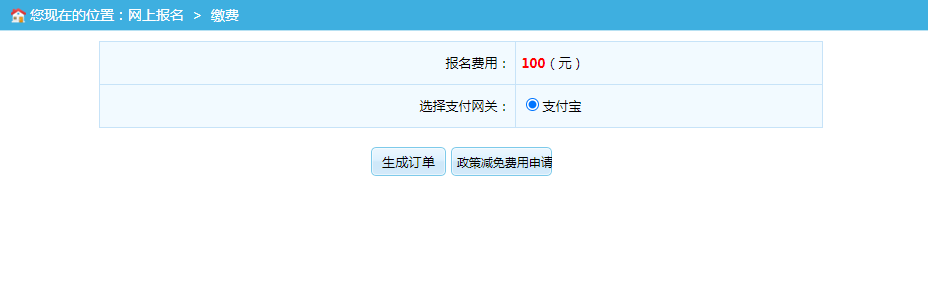 您现在的位置：网上报名 > 缴费
报名费用： 100（元）
选择支付网关： 支付宝
生成订单 政策减免费用申请